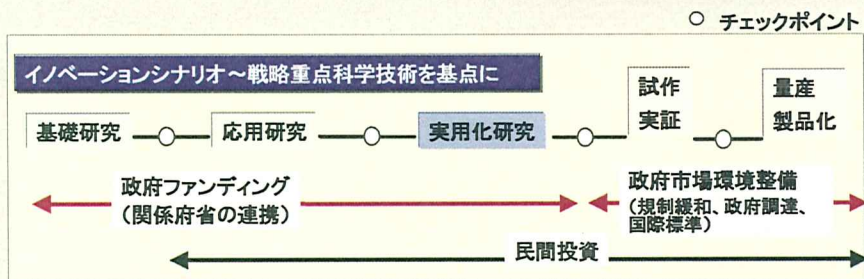 ○ チェックポイント
イノベーションシナリオ～戦略重点科学技術を基点に
基礎研究
応用研究
実用化研究
試作
実証
量産
製品化
政府ファンディング
（関係府省の連携）
政府市場環境整備
（規制緩和、政府調達、
国際標準）
民間投資